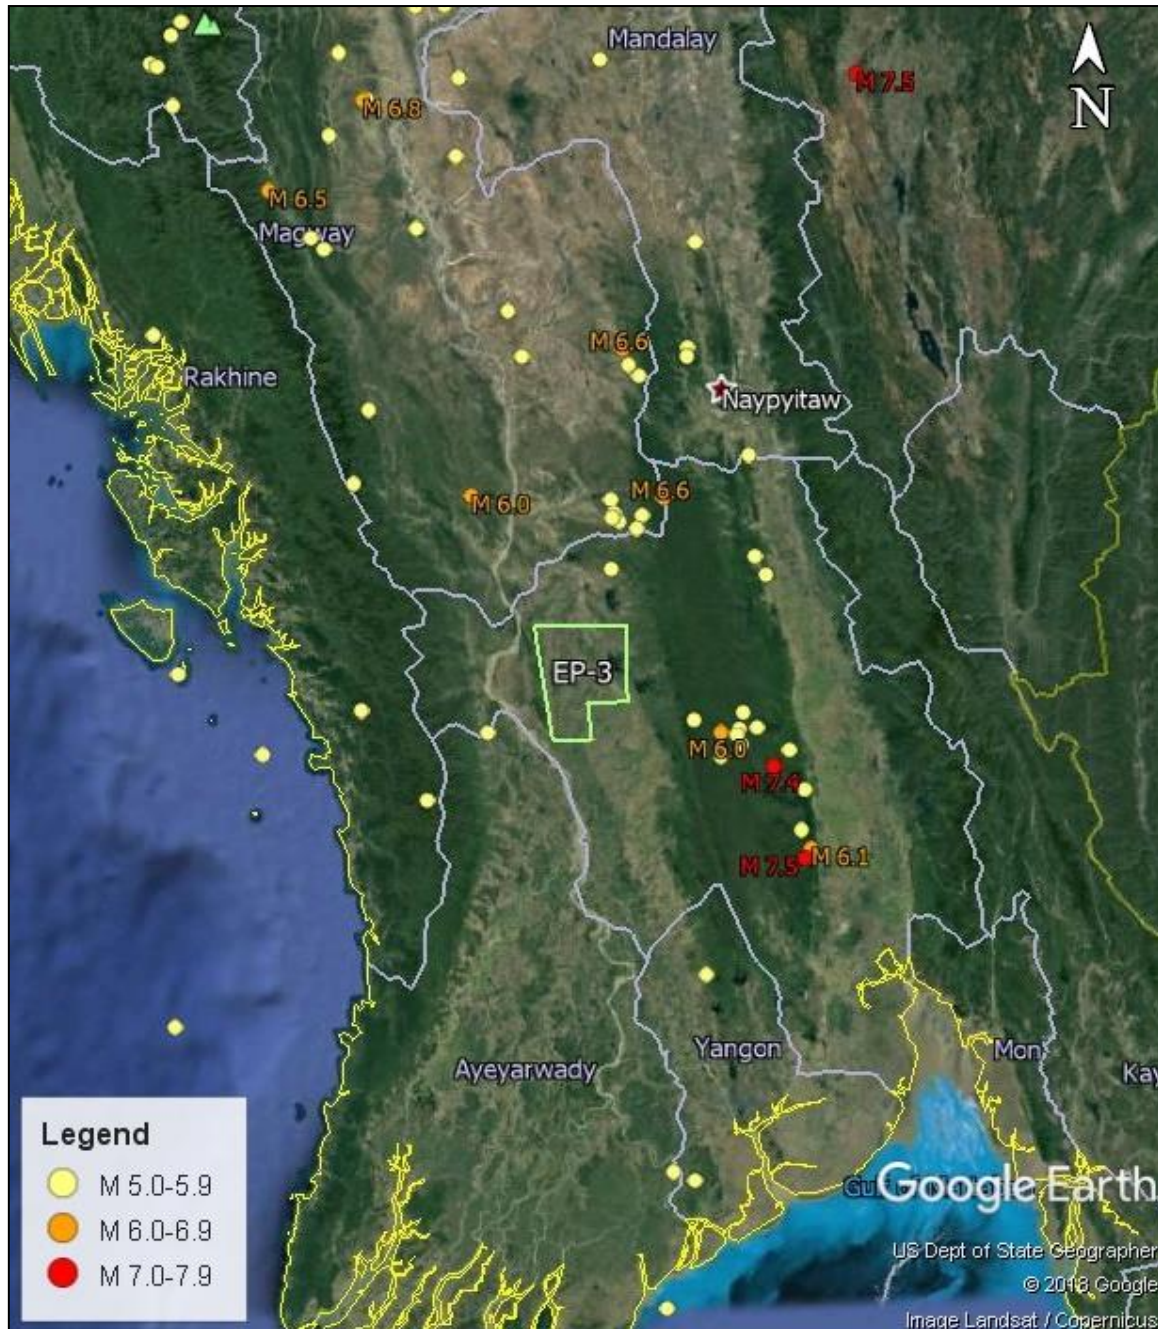 Mandalay
M 7.5
N
M 6.8
M 6.5
Magway
M 6.6
Rakhine
Naypyitaw
M 6.0
M 6.6
EP-3
M 6.0
M 7.4
M 7.5
M 6.1
Yangon
Mon
Ayeyarwady
Kay
Legend
M 5.0-5.9
M 6.0-6.9
M 7.0-7.9
Gulf
Google Earth
US Dept of State Geographer
© 2018 Google
Image Landsat / Copernicus